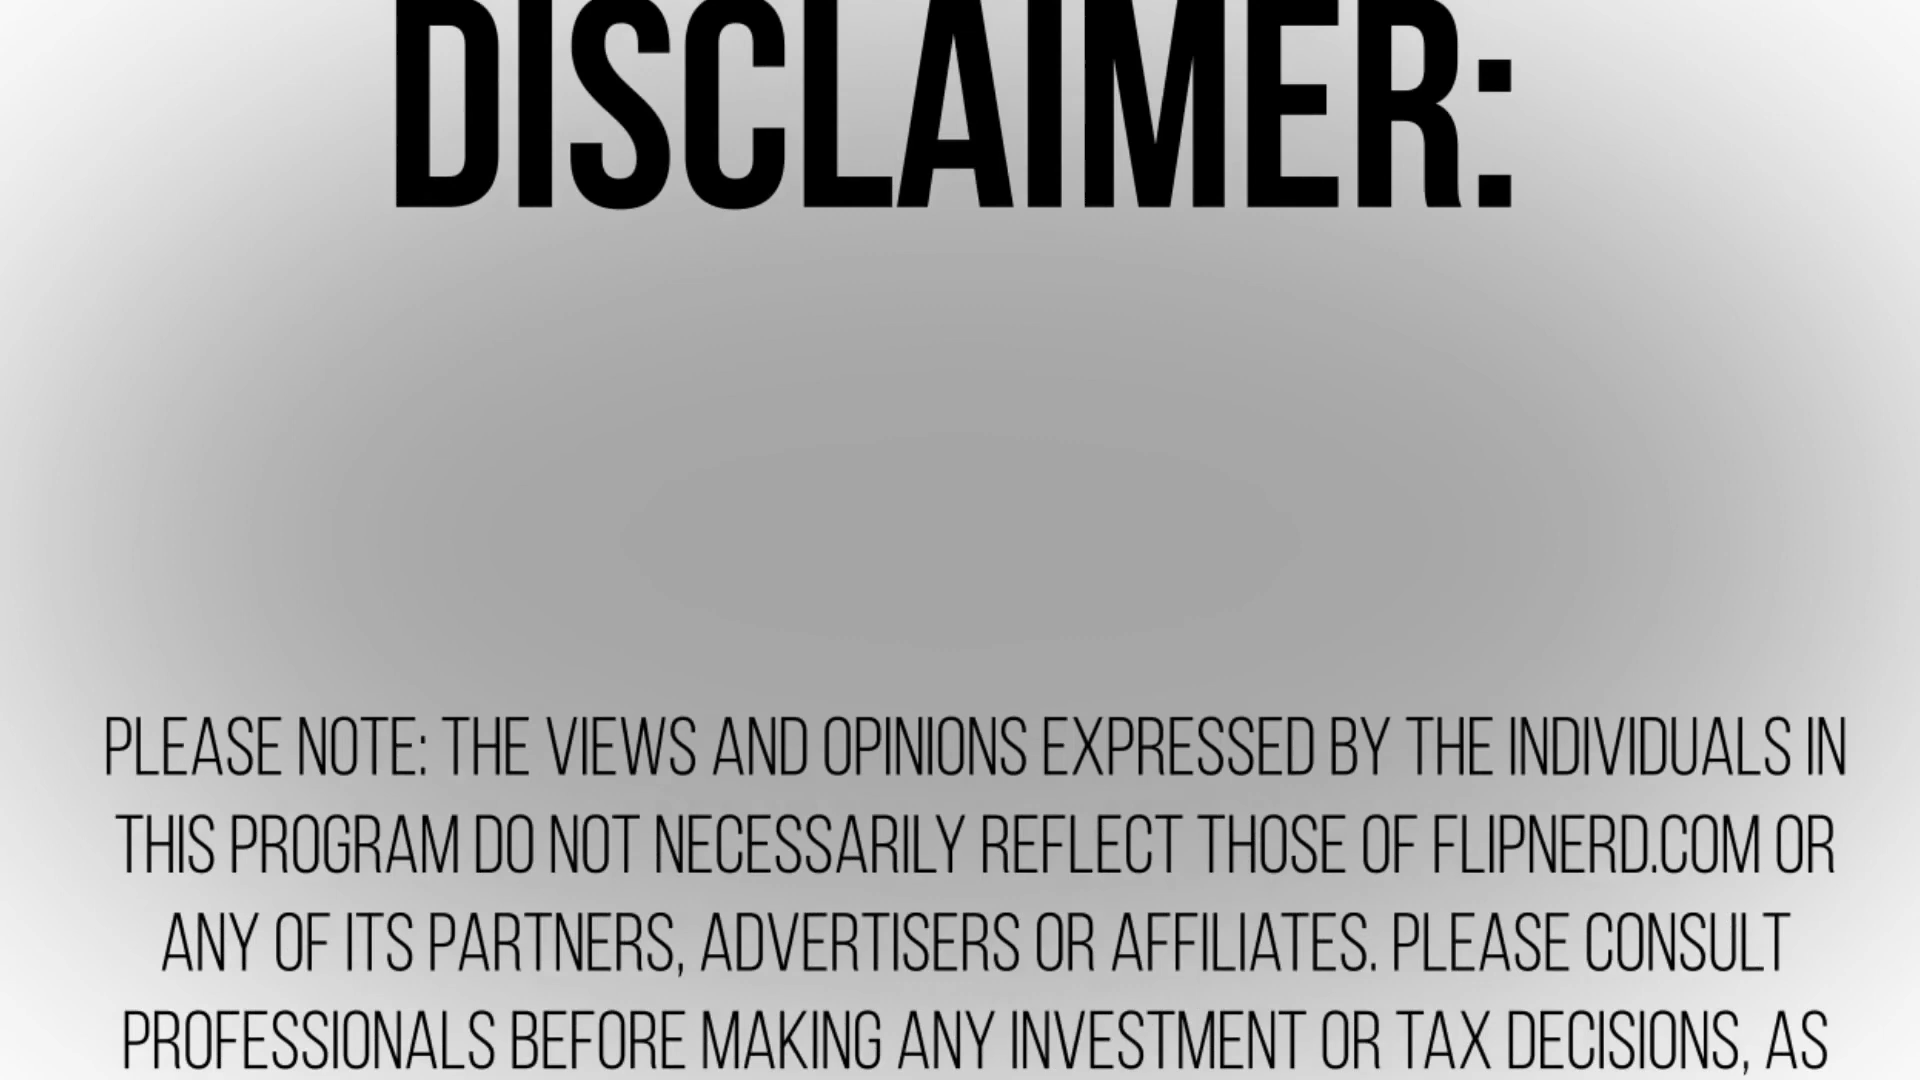 DISCLAIMER:
PLEASE NOTE: THE VIEWS AND OPINIONS EXPRESSED BY THE INDIVIDUALS IN
THIS PROGRAM DO NOT NECESSARILY REFLECT THOSE OF FLIPNERD.COM OR
ANY OF ITS PARTNERS, ADVERTISERS OR AFFILIATES. PLEASE CONSULT
PROFESSIONALS BEFORE MAKING ANY INVESTMENT OR TAX DECISIONS, AS